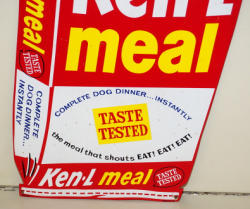 Ken-L
meal
meal
TASTE
TESTED
COMPLETE
DOG DINNER...
INSTANTLY
COMPLETE DOG DINNER...INSTANTLY
TASTE
TESTED
the meal that shouts EAT! EAT! EAT!
Ken-L meal
TASTE
TESTED